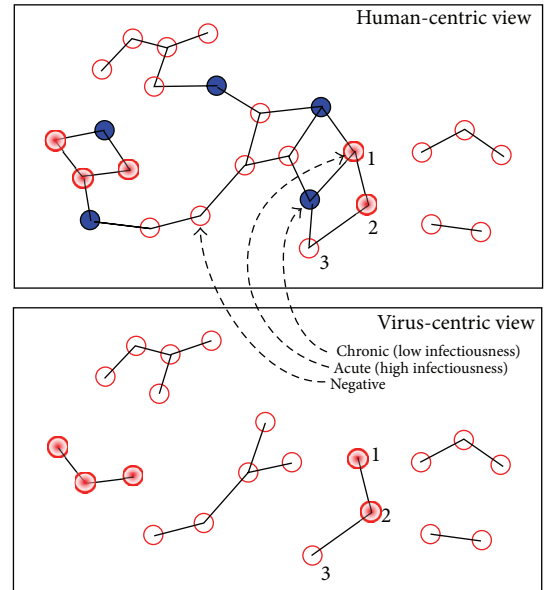 Human-centric view
1
2
3
Virus-centric view
Chronic (low infectiousness)
Acute (high infectiousness)
Negative
1
2
3